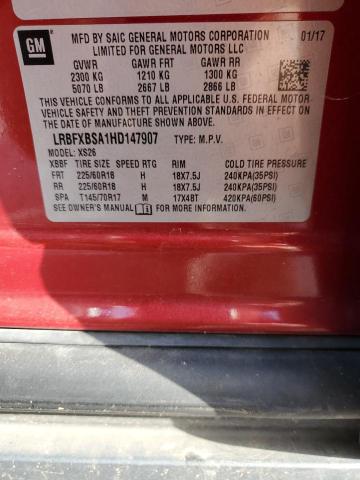 GM
MFD BY SAIC GENERAL MOTORS CORPORATION 01/17
LIMITED FOR GENERAL MOTORS LLC
GVWR GAWR FRT GAWR RR
2300 KG 1210 KG 1300 KG
5070 LB 2667 LB 2866 LB
THIS VEHICLE CONFORMS TO ALL APPLICABLE U.S. FEDERAL MOTOR
VEHICLE SAFETY, BUMPER, AND THEFT PREVENTION STANDARDS
IN EFFECT ON THE DATE OF MANUFACTURE SHOWN ABOVE.
LRBFXBSA1HD147907 TYPE: M.P.V.
MODEL: XS26
XBBF TIRE SIZE SPEED RTG RIM COLD TIRE PRESSURE
FRT 225/60R18 H 18X7.5J 240KPA(35PSI)
RR 225/60R18 H 18X7.5J 240KPA(35PSI)
SPA T145/70R17 M 17X4BT 420KPA(60PSI)
SEE OWNER'S MANUAL FOR MORE INFORMATION.